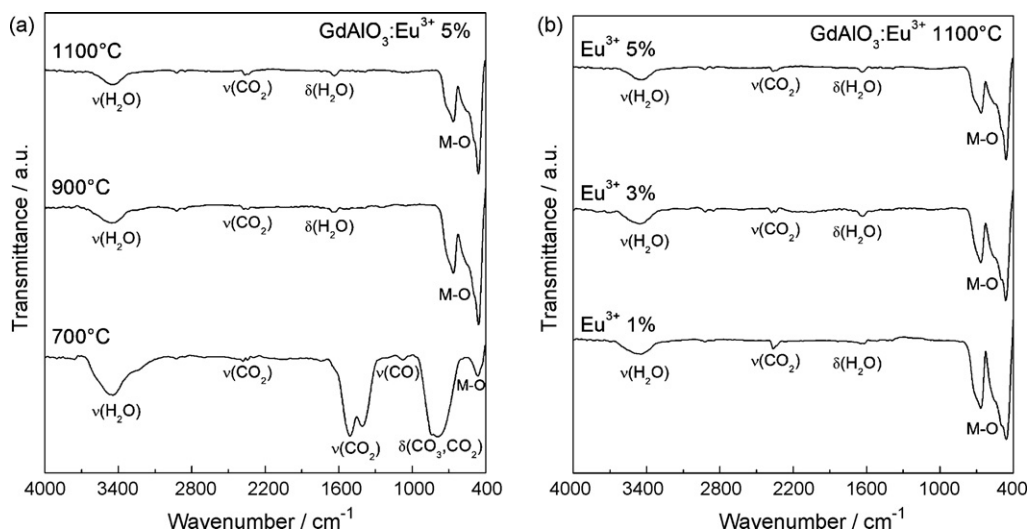 (a)
GdAlO₃:Eu³⁺ 5%
1100°C
ν(H₂O)
ν(CO₂)
δ(H₂O)
M-O
900°C
ν(H₂O)
ν(CO₂)
δ(H₂O)
M-O
700°C
ν(H₂O)
ν(CO₂)
ν(CO)
M-O
ν(CO₂)
δ(CO₃,CO₂)
Transmittance / a.u.
4000 3400 2800 2200 1600 1000 400
Wavenumber / cm⁻¹
(b)
GdAlO₃:Eu³⁺ 1100°C
Eu³⁺ 5%
ν(H₂O)
ν(CO₂)
δ(H₂O)
M-O
Eu³⁺ 3%
ν(H₂O)
ν(CO₂)
δ(H₂O)
M-O
Eu³⁺ 1%
ν(H₂O)
ν(CO₂)
δ(H₂O)
M-O
Transmittance / a.u.
4000 3400 2800 2200 1600 1000 400
Wavenumber / cm⁻¹